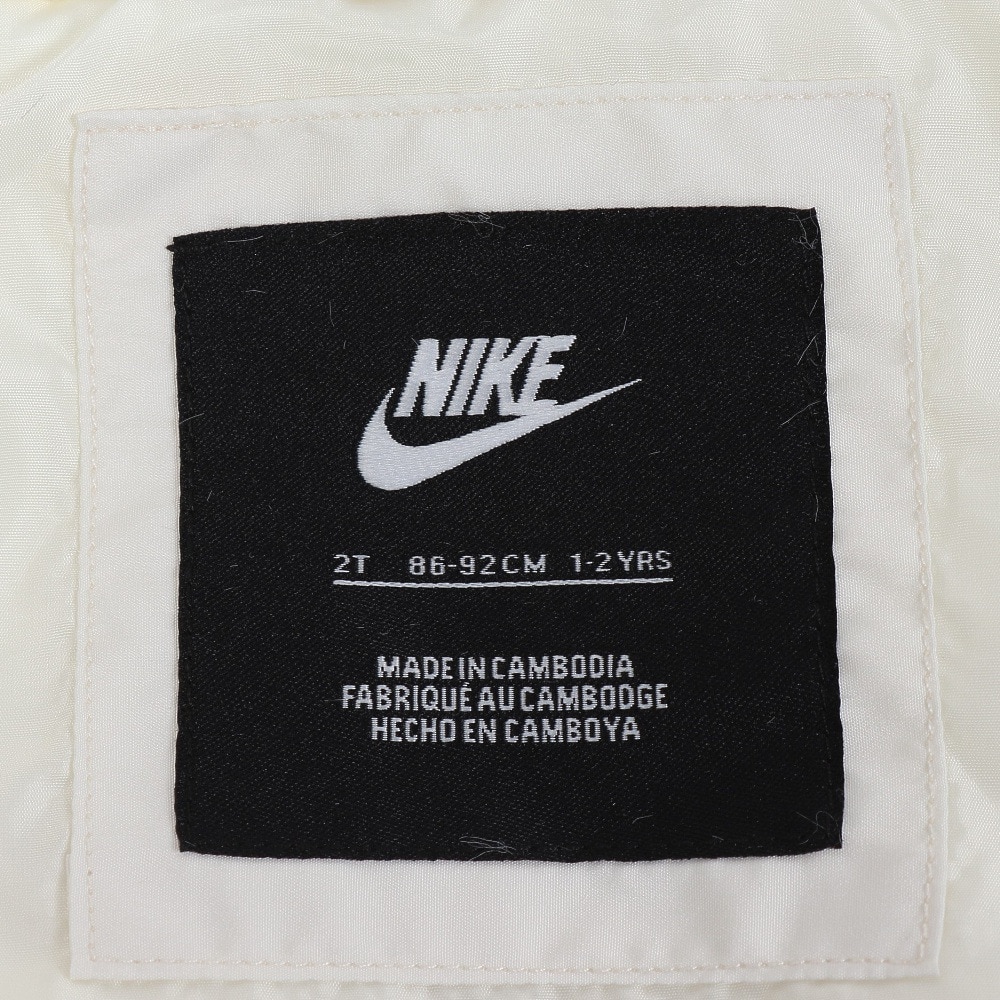 NIKE
2T 86-92CM 1-2YRS
MADE IN CAMBODIA
FABRIQUÉ AU CAMBODGE
HECHO EN CAMBOYA